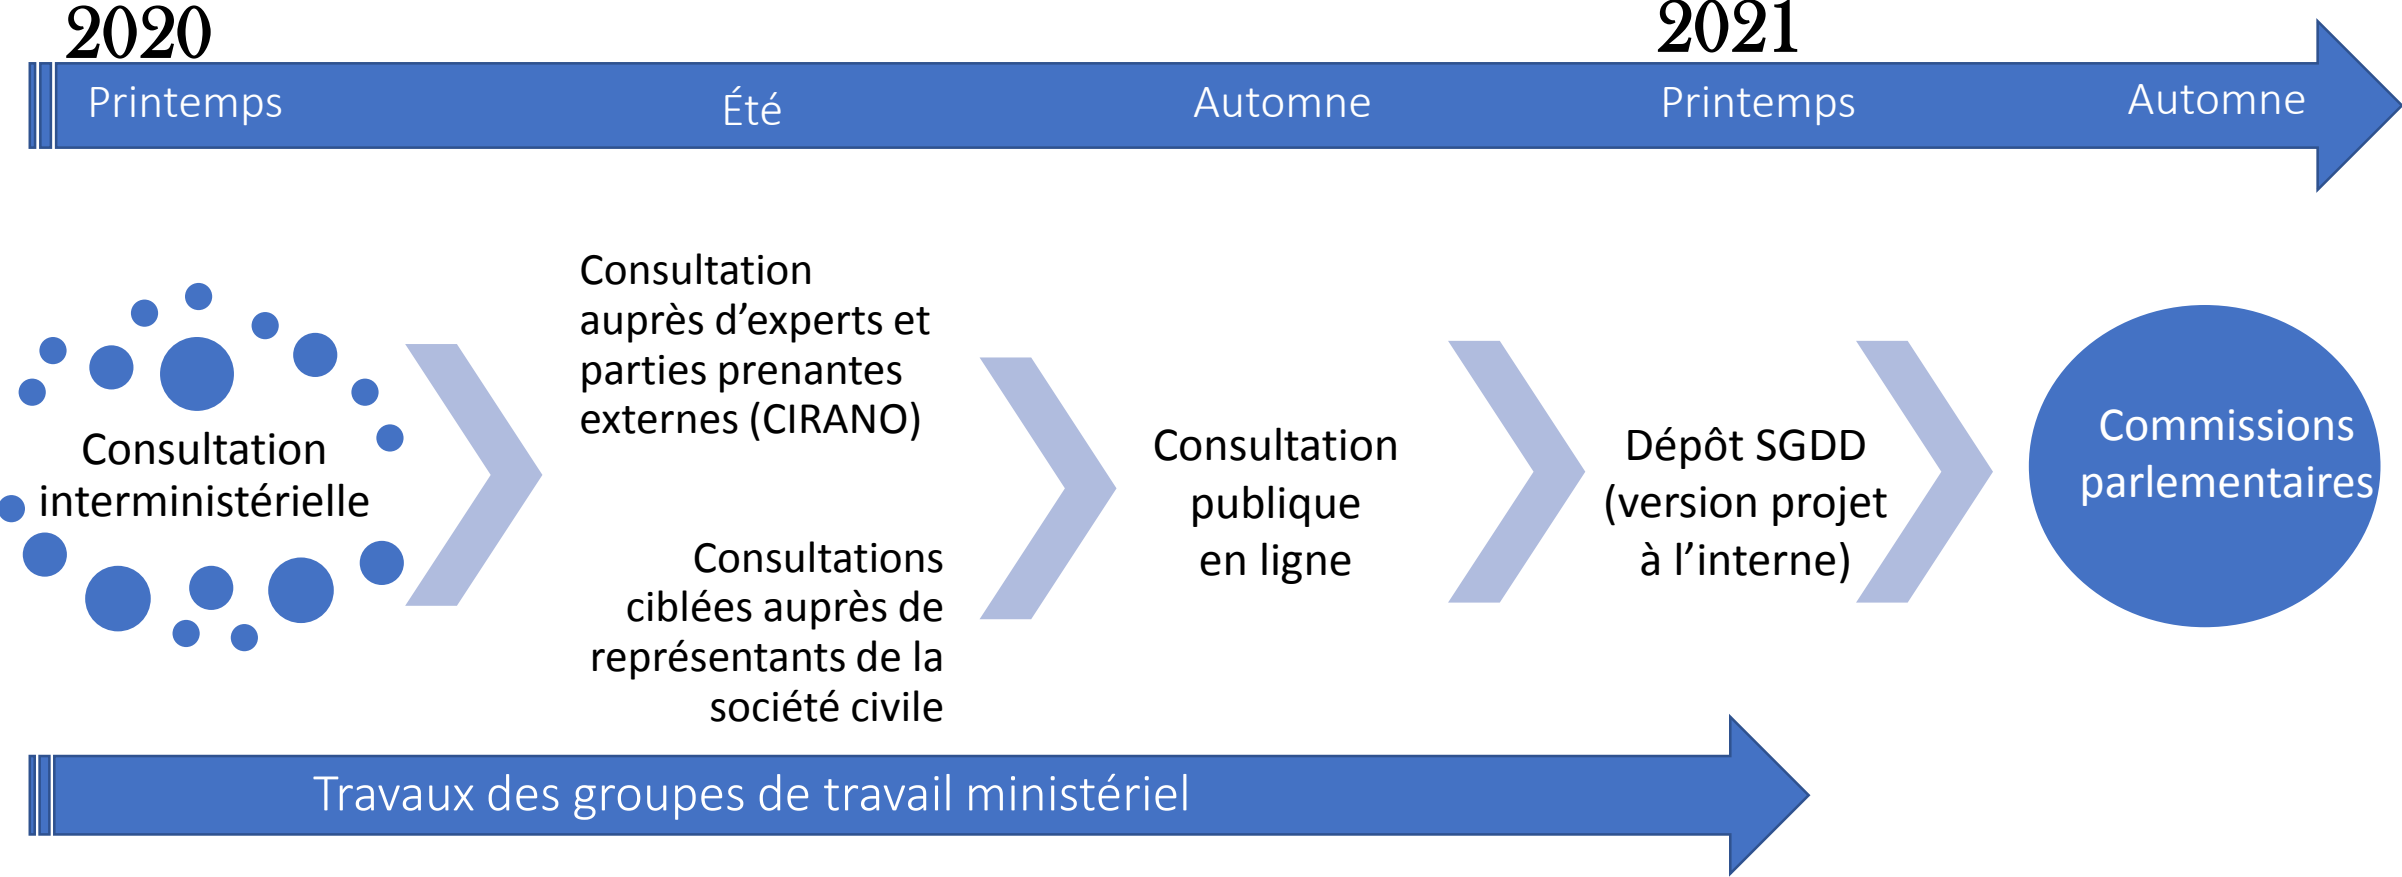 2020
2021
Printemps
Été
Automne
Printemps
Automne
Consultation
interministérielle
Consultation
auprès d’experts et
parties prenantes
externes (CIRANO)
Consultations
ciblées auprès de
représentants de la
société civile
Consultation
publique
en ligne
Dépôt SGDD
(version projet
à l’interne)
Commissions
parlementaires
Travaux des groupes de travail ministériel